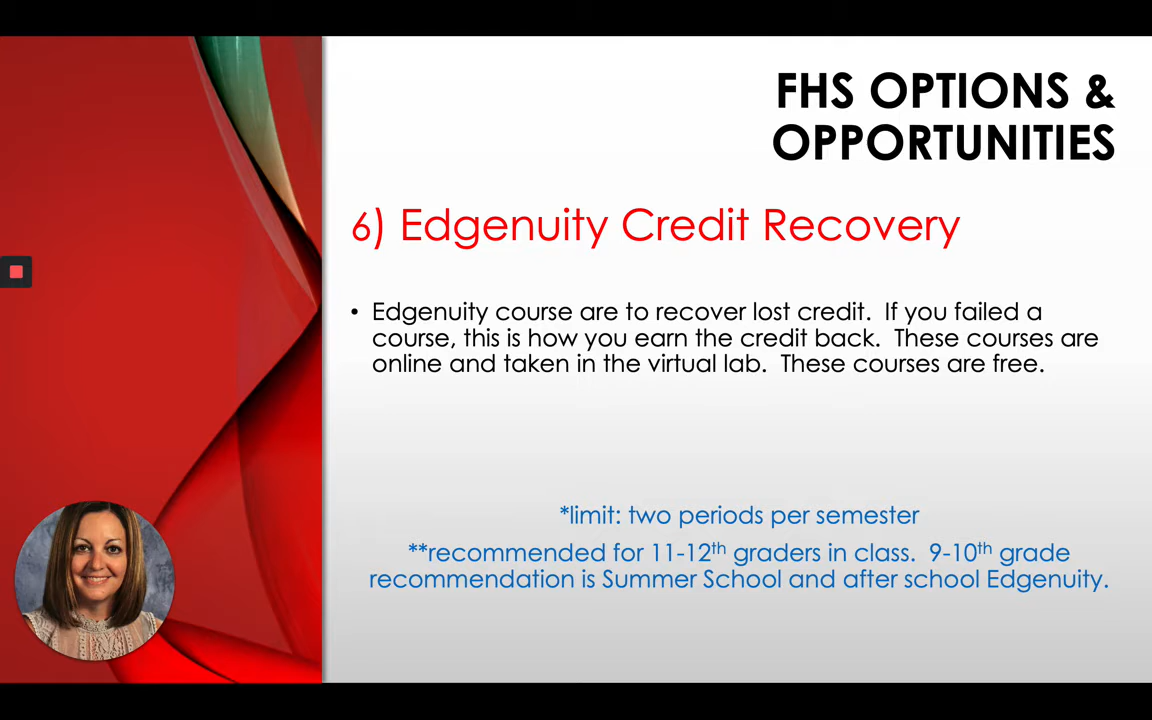 FHS OPTIONS &
OPPORTUNITIES
6) Edgenuity Credit Recovery
• Edgenuity course are to recover lost credit.  If you failed a
course, this is how you earn the credit back.  These courses are
online and taken in the virtual lab.  These courses are free.
*limit: two periods per semester
**recommended for 11-12th graders in class.  9-10th grade
recommendation is Summer School and after school Edgenuity.